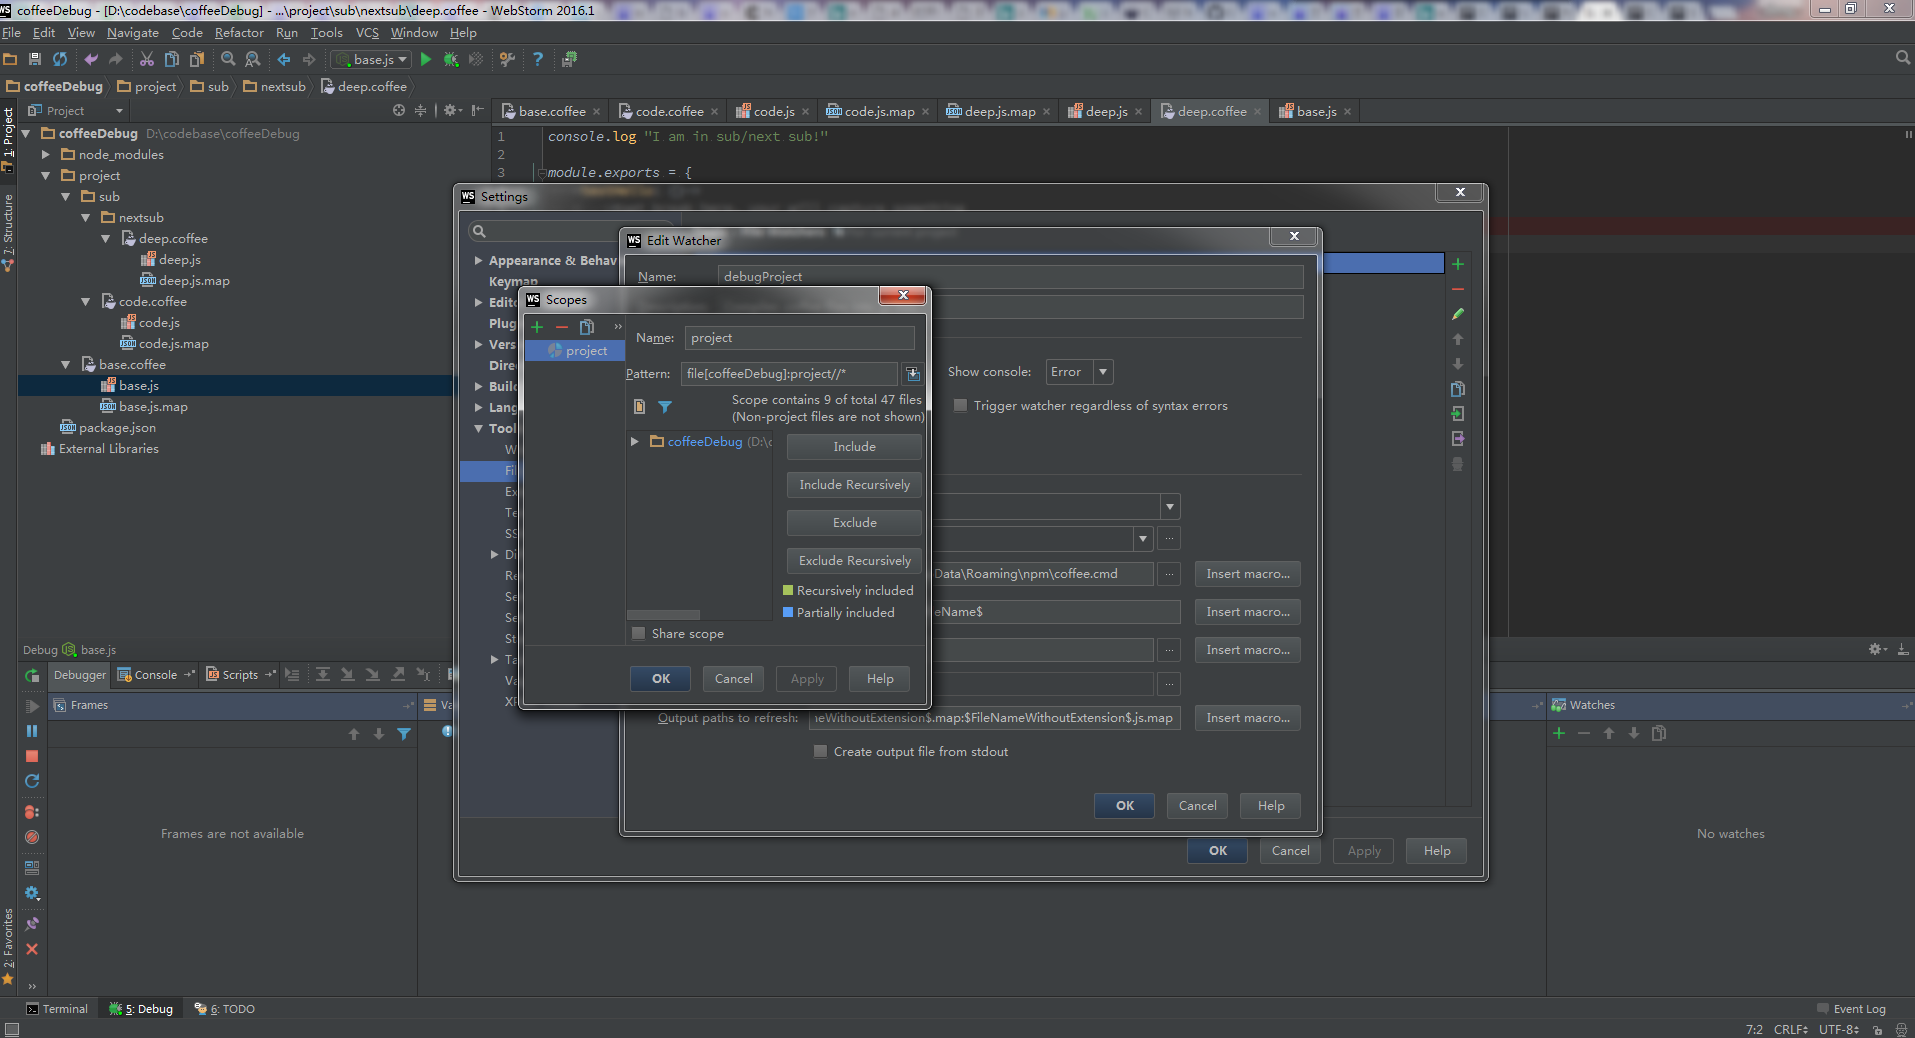 coffeeDebug - [D:\codebase\coffeeDebug] - ...\project\sub\nextsub\deep.coffee - WebStorm 2016.1
File Edit View Navigate Code Refactor Run Tools VCS Window Help
base.js
coffeeDebug project sub nextsub deep.coffee
Project
base.coffee code.coffee code.js code.js.map deep.js.map deep.js deep.coffee base.js
1: Project
7: Structure
2: Favorites
coffeeDebug D:\codebase\coffeeDebug
node_modules
project
sub
nextsub
deep.coffee
deep.js
deep.js.map
code.coffee
code.js
code.js.map
base.coffee
base.js
base.js.map
package.json
External Libraries
1 console.log "I am in sub/next sub!"
2
3 module.exports = {
Settings
Appearance & Behav
Keymap
Edit
Plug
Vers
Direc
Build
Lang
Tool
W
Fi
Ex
Te
SS
Di
Re
Se
Se
St
Ta
Va
XP
OK Cancel Apply Help
Edit Watcher
Name: debugProject
Show console: Error
Trigger watcher regardless of syntax errors
Data\Roaming\npm\coffee.cmd Insert macro...
eName$ Insert macro...
Insert macro...
Output paths to refresh: eWithoutExtension$.map:$FileNameWithoutExtension$.js.map Insert macro...
Create output file from stdout
OK Cancel Help
Scopes
project
Name: project
Pattern: file[coffeeDebug]:project//*
Scope contains 9 of total 47 files
(Non-project files are not shown)
coffeeDebug (D:\c
Include
Include Recursively
Exclude
Exclude Recursively
Recursively included
Partially included
Share scope
OK Cancel Apply Help
Debug base.js
Debugger Console Scripts
Frames
Va
Watches
Frames are not available
No watches
Terminal 5: Debug 6: TODO
Event Log
7:2 CRLF UTF-8